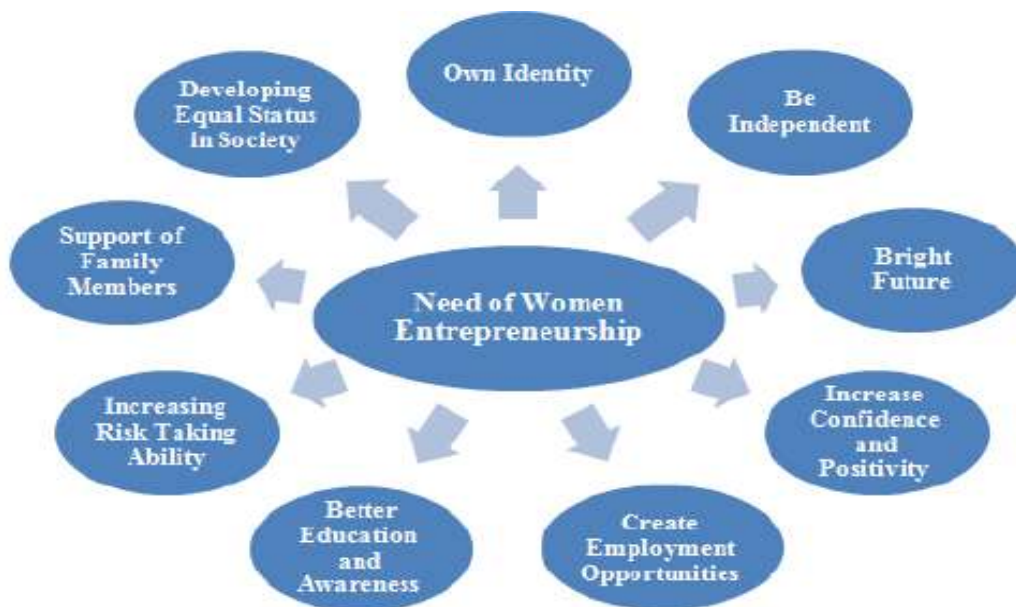 Own Identity
Be
Independent
Bright
Future
Increase
Confidence
and
Positivity
Create
Employment
Opportunities
Better
Education
and
Awareness
Increasing
Risk Taking
Ability
Support of
Family
Members
Developing
Equal Status
in Society
Need of Women
Entrepreneurship